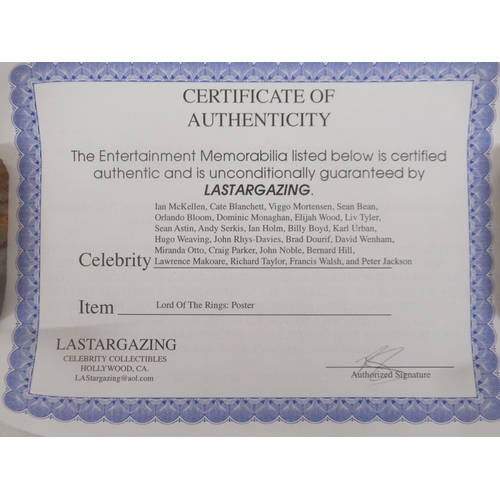 CERTIFICATE OF
AUTHENTICITY
The Entertainment Memorabilia listed below is certified
authentic and is unconditionally guaranteed by
LASTARGAZING.
Ian McKellen, Cate Blanchett, Viggo Mortensen, Sean Bean,
Orlando Bloom, Dominic Monaghan, Elijah Wood, Liv Tyler,
Sean Astin, Andy Serkis, Ian Holm, Billy Boyd, Karl Urban,
Hugo Weaving, John Rhys-Davies, Brad Dourif, David Wenham,
Miranda Otto, Craig Parker, John Noble, Bernard Hill,
Celebrity Lawrence Makoare, Richard Taylor, Francis Walsh, and Peter Jackson
Item Lord Of The Rings: Poster
LASTARGAZING
CELEBRITY COLLECTIBLES
HOLLYWOOD, CA.
LAStargazing@aol.com
Authorized Signature